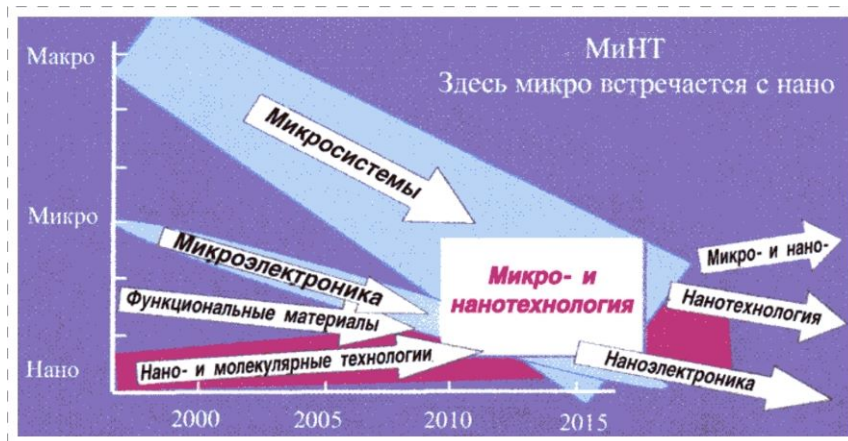 МиНТ
Здесь микро встречается с нано
Макро
Микросистемы
Микро
Микроэлектроника
Функциональные материалы
Нано- и молекулярные технологии
Микро- и
нанотехнология
Микро- и нано-
Нанотехнология
Наноэлектроника
Нано
2000
2005
2010
2015